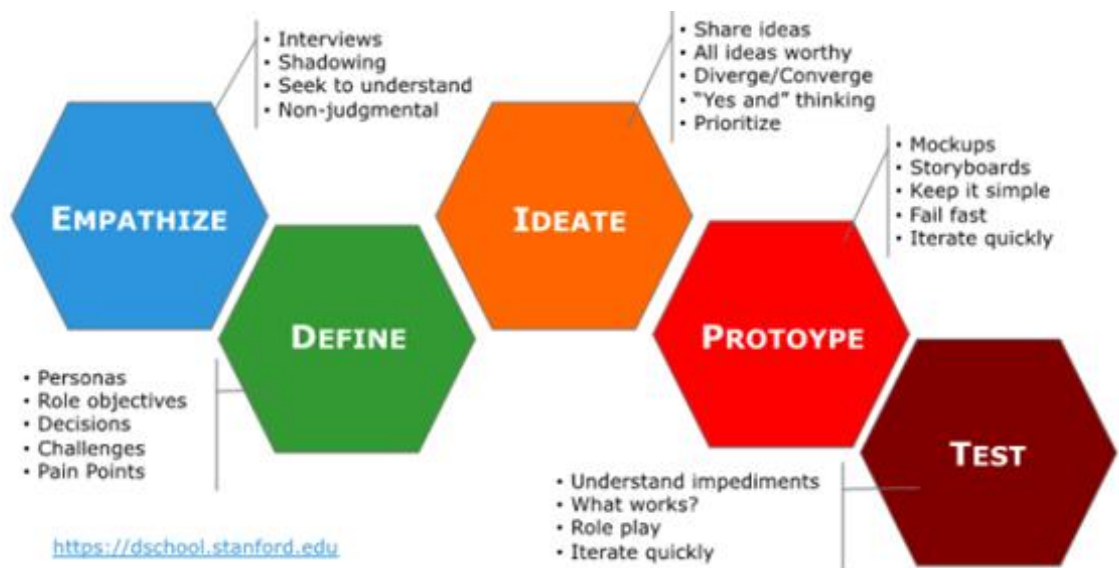 EMPATHIZE
• Interviews
• Shadowing
• Seek to understand
• Non-judgmental
DEFINE
• Personas
• Role objectives
• Decisions
• Challenges
• Pain Points
IDEATE
• Share ideas
• All ideas worthy
• Diverge/Converge
• "Yes and" thinking
• Prioritize
PROTOYPE
• Mockups
• Storyboards
• Keep it simple
• Fail fast
• Iterate quickly
TEST
• Understand impediments
• What works?
• Role play
• Iterate quickly
https://dschool.stanford.edu